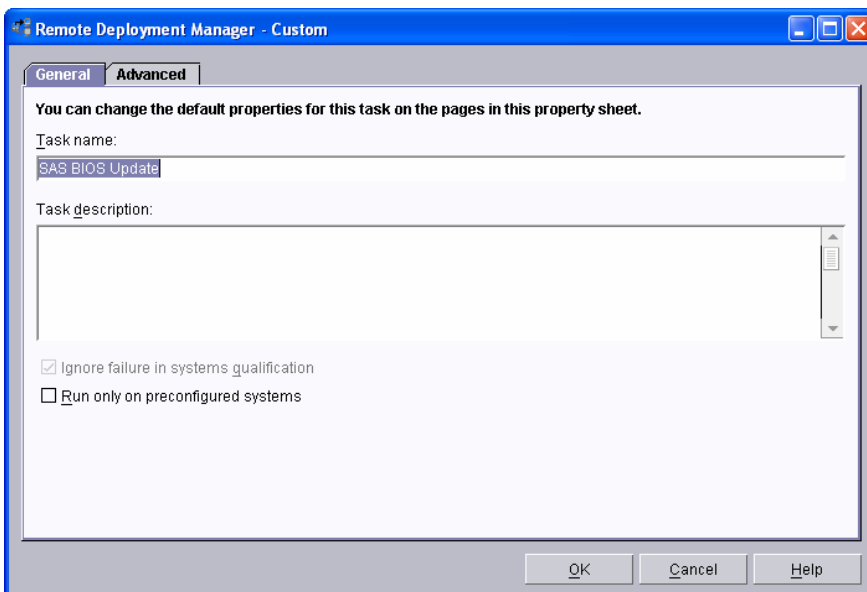 Remote Deployment Manager - Custom
General
Advanced
You can change the default properties for this task on the pages in this property sheet.
Task name:
SAS BIOS Update
Task description:
Ignore failure in systems qualification
Run only on preconfigured systems
OK
Cancel
Help